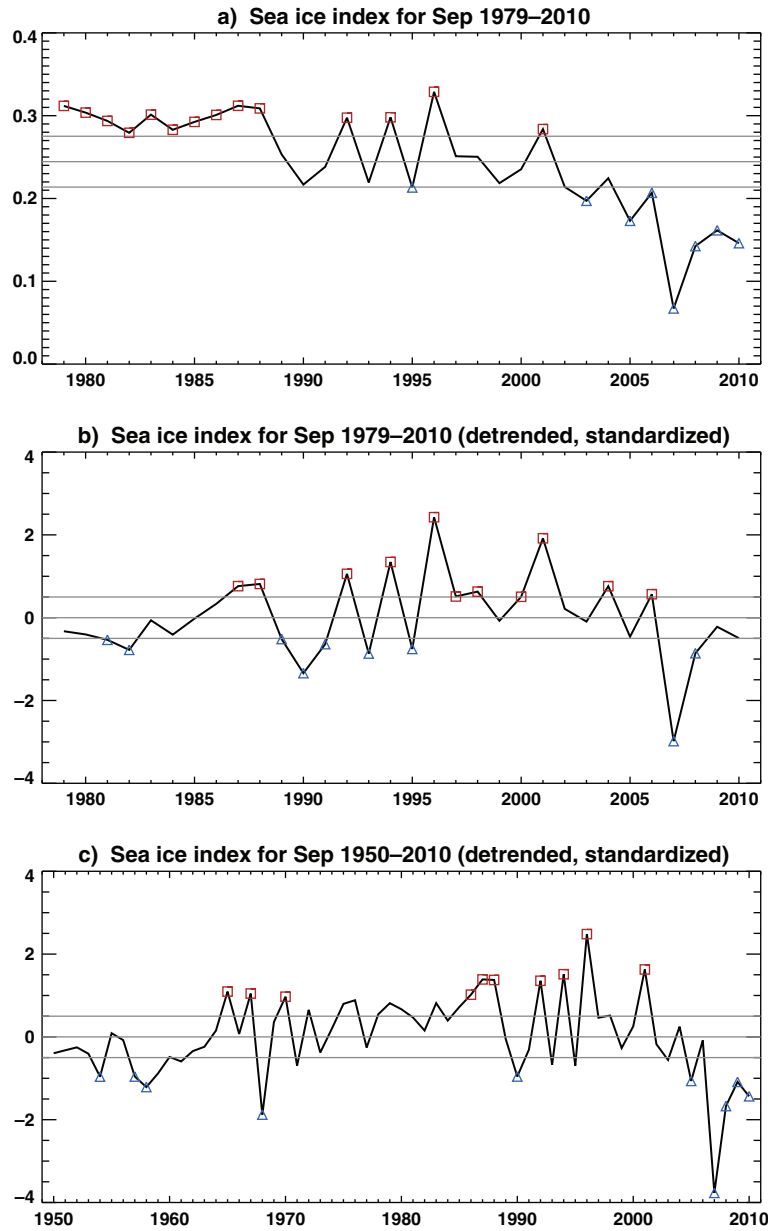 a) Sea ice index for Sep 1979–2010
0.4
0.3
0.2
0.1
0.0
1980 1985 1990 1995 2000 2005 2010
b) Sea ice index for Sep 1979–2010 (detrended, standardized)
4
2
0
–2
–4
1980 1985 1990 1995 2000 2005 2010
c) Sea ice index for Sep 1950–2010 (detrended, standardized)
4
2
0
–2
–4
1950 1960 1970 1980 1990 2000 2010